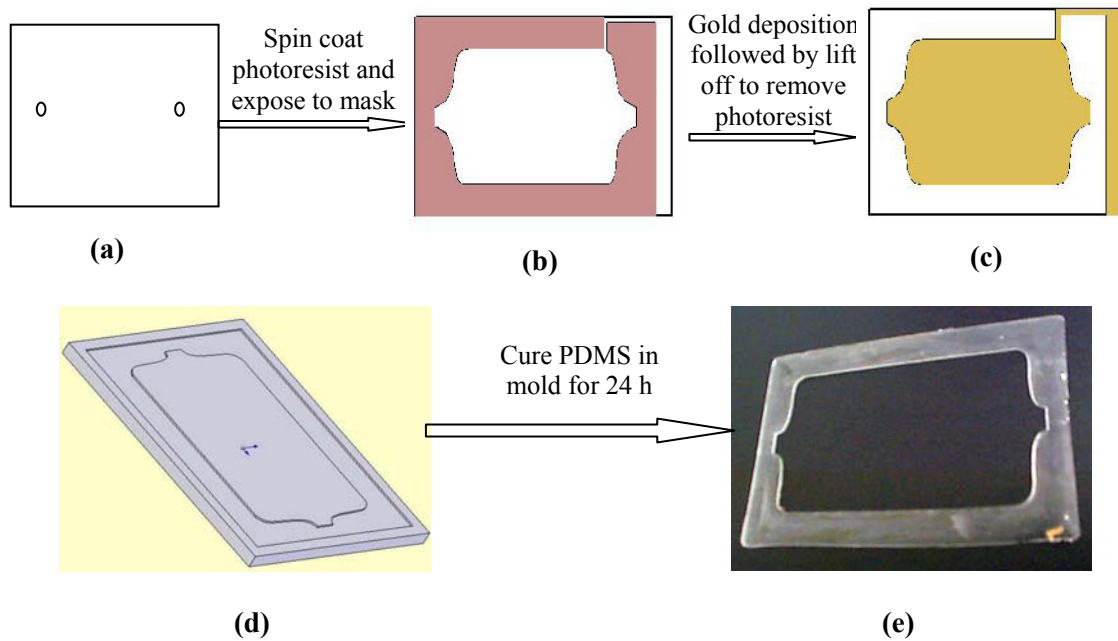 Spin coat
photoresist and
expose to mask
Gold deposition
followed by lift
off to remove
photoresist
(a)
(b)
(c)
Cure PDMS in
mold for 24 h
(d)
(e)